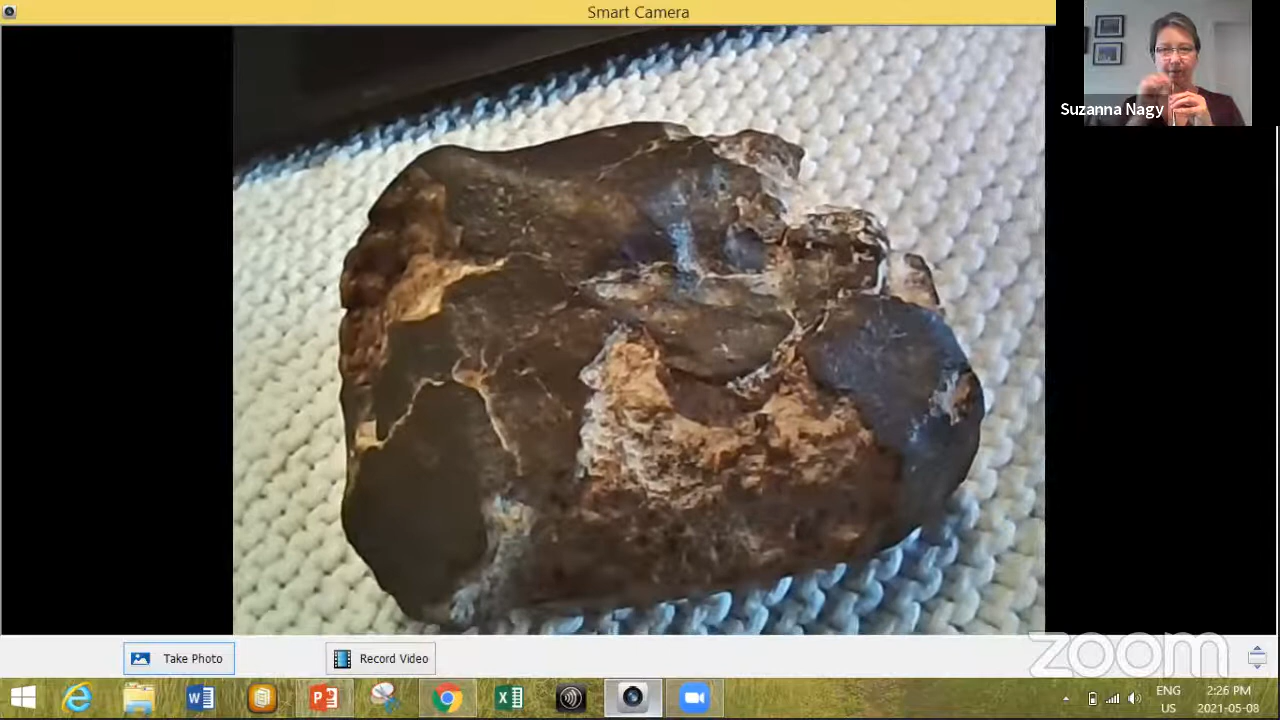 Smart Camera
Suzanna Nagy
Take Photo
Record Video
zoom
ENG
US
2:26 PM
2021-05-08